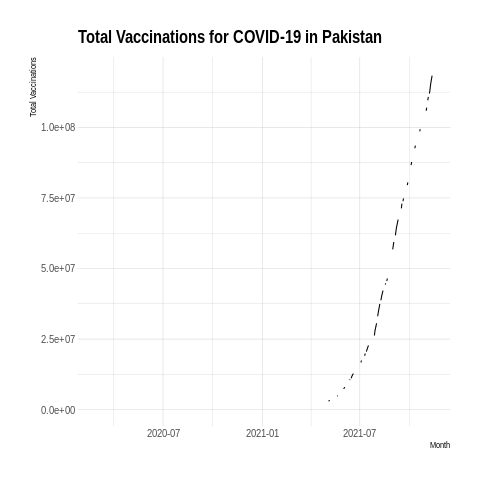 Total Vaccinations for COVID-19 in Pakistan
Total Vaccinations
1.0e+08
7.5e+07
5.0e+07
2.5e+07
0.0e+00
2020-07 2021-01 2021-07
Month